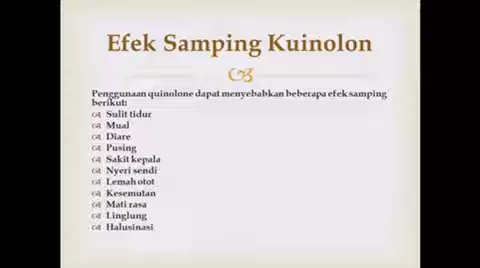 Efek Samping Kuinolon
Penggunaan quinolone dapat menyebabkan beberapa efek samping
berikut:
Sulit tidur
Mual
Diare
Pusing
Sakit kepala
Nyeri sendi
Lemah otot
Kesemutan
Mati rasa
Linglung
Halusinasi